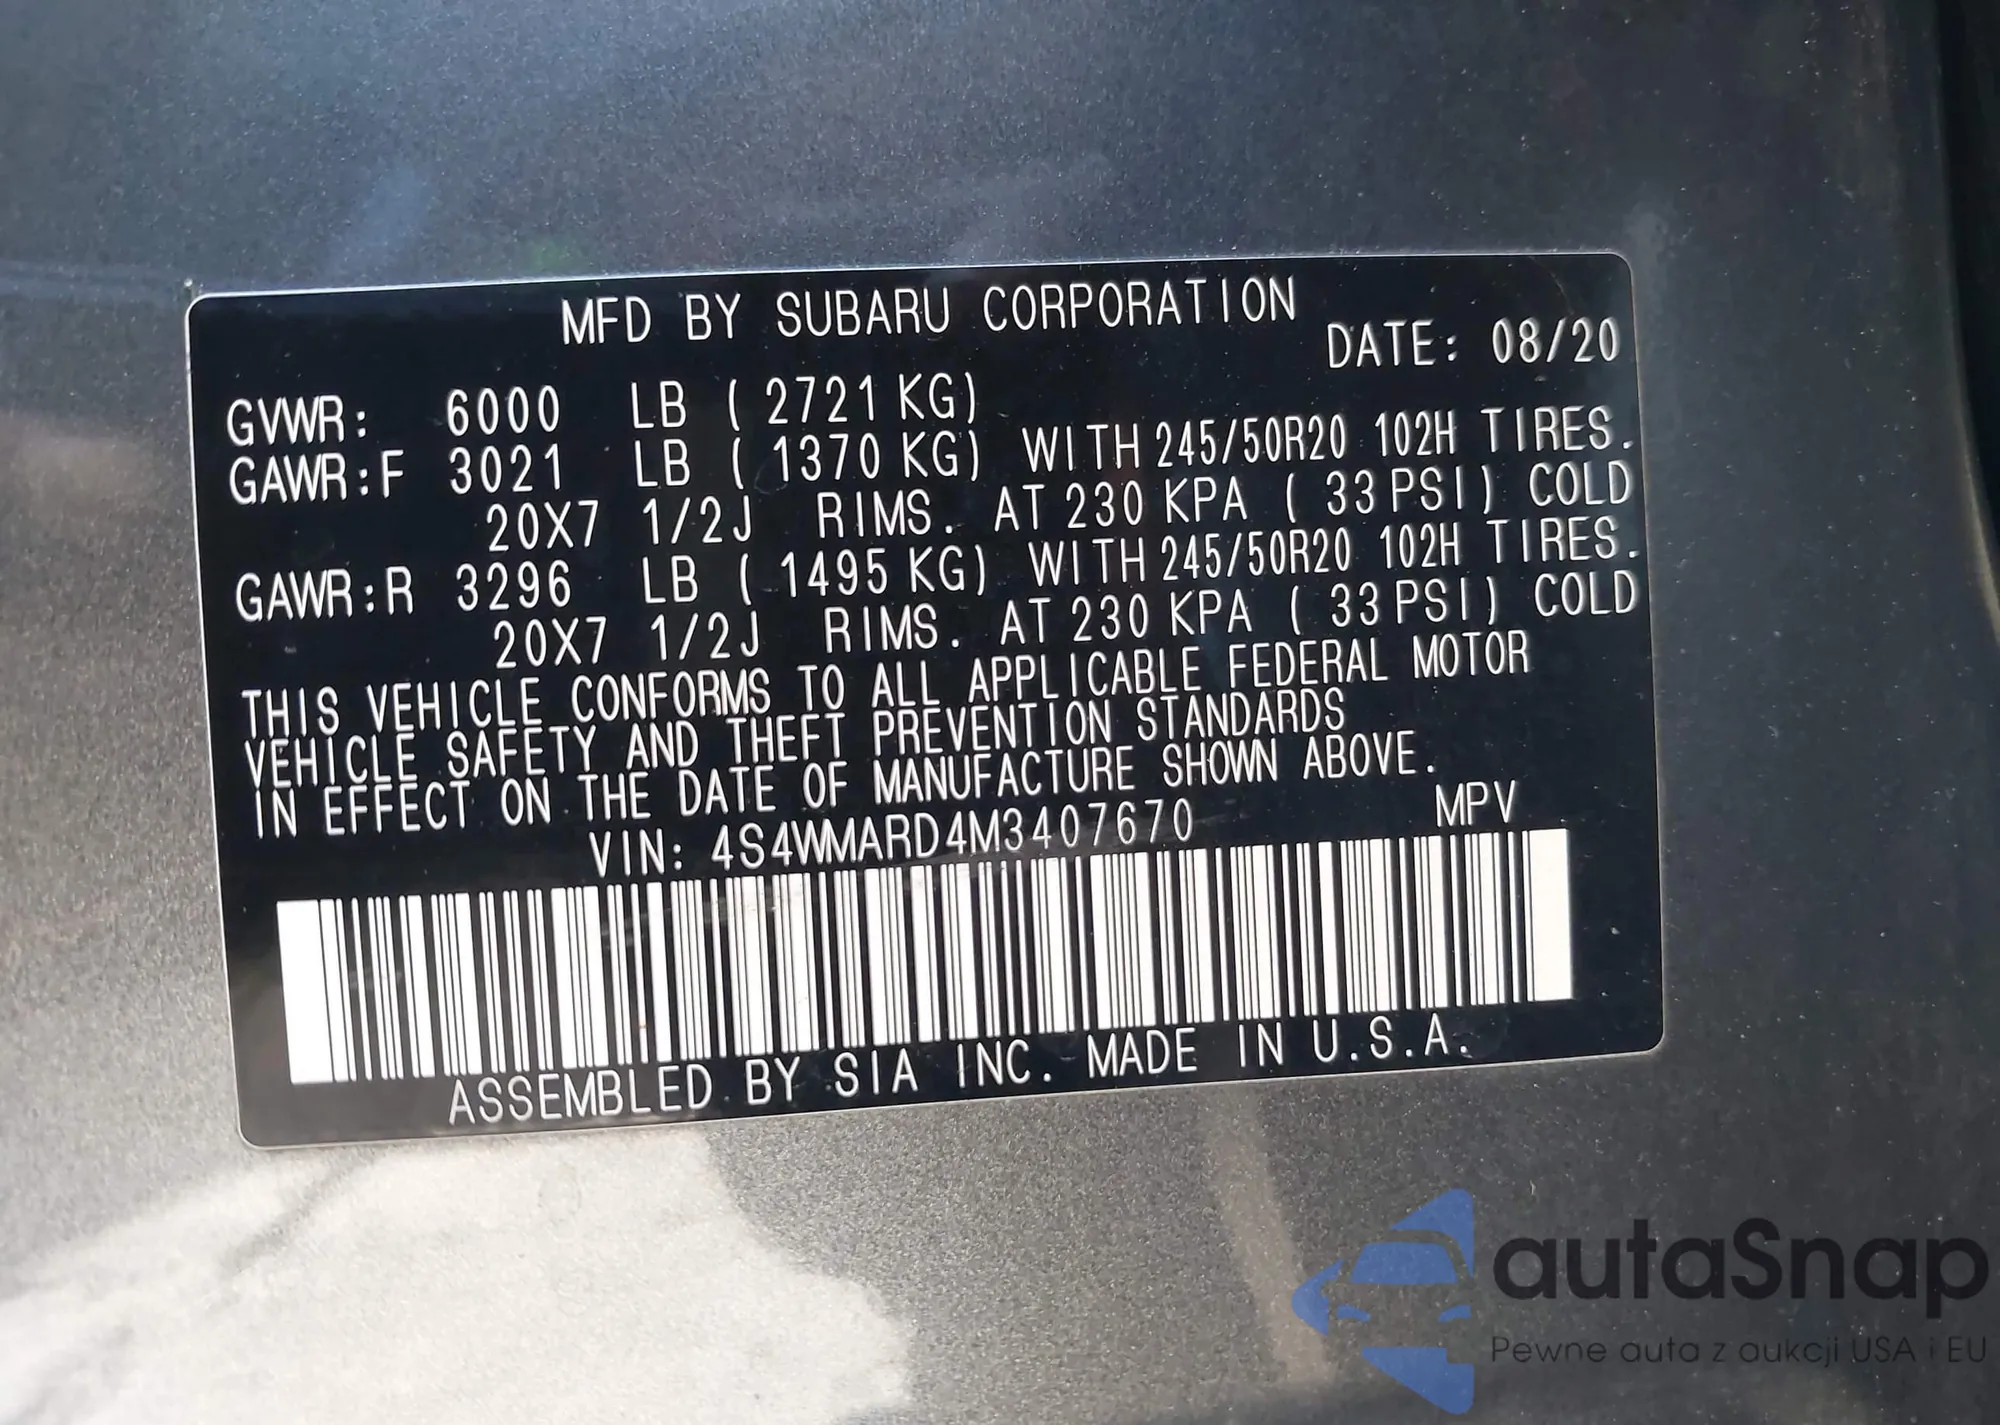 MFD BY SUBARU CORPORATION
DATE: 08/20
GVWR: 6000 LB ( 2721 KG)
GAWR:F 3021 LB ( 1370 KG) WITH 245/50R20 102H TIRES.
20X7 1/2J RIMS. AT 230 KPA ( 33 PSI) COLD
GAWR:R 3296 LB ( 1495 KG) WITH 245/50R20 102H TIRES.
20X7 1/2J RIMS. AT 230 KPA ( 33 PSI) COLD
THIS VEHICLE CONFORMS TO ALL APPLICABLE FEDERAL MOTOR
VEHICLE SAFETY AND THEFT PREVENTION STANDARDS
IN EFFECT ON THE DATE OF MANUFACTURE SHOWN ABOVE.
VIN: 4S4WMARD4M3407670 MPV
ASSEMBLED BY SIA INC. MADE IN U.S.A.
autaSnap
Pewne auta z aukcji USA i EU